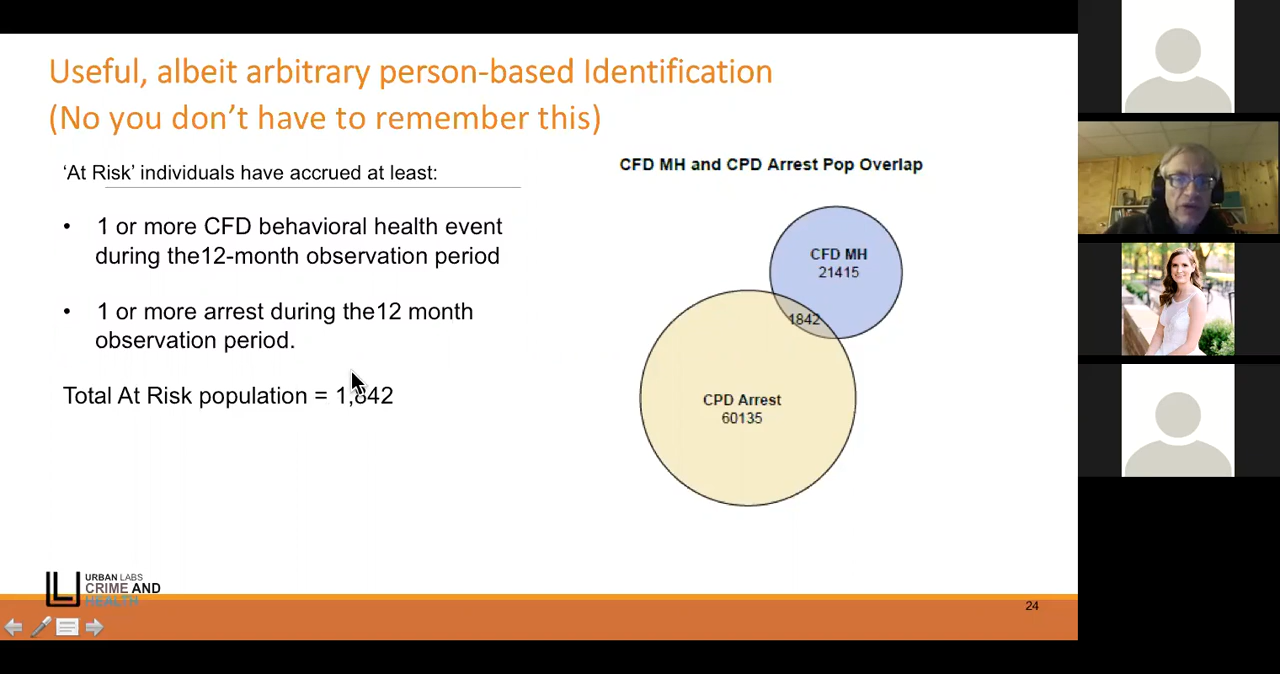 Useful, albeit arbitrary person-based Identification
(No you don't have to remember this)
'At Risk' individuals have accrued at least:
• 1 or more CFD behavioral health event
during the12-month observation period
• 1 or more arrest during the12 month
observation period.
Total At Risk population = 1,842
CFD MH and CPD Arrest Pop Overlap
CFD MH
21415
1842
CPD Arrest
60135
URBAN LABS
CRIME AND
HEALTH
24